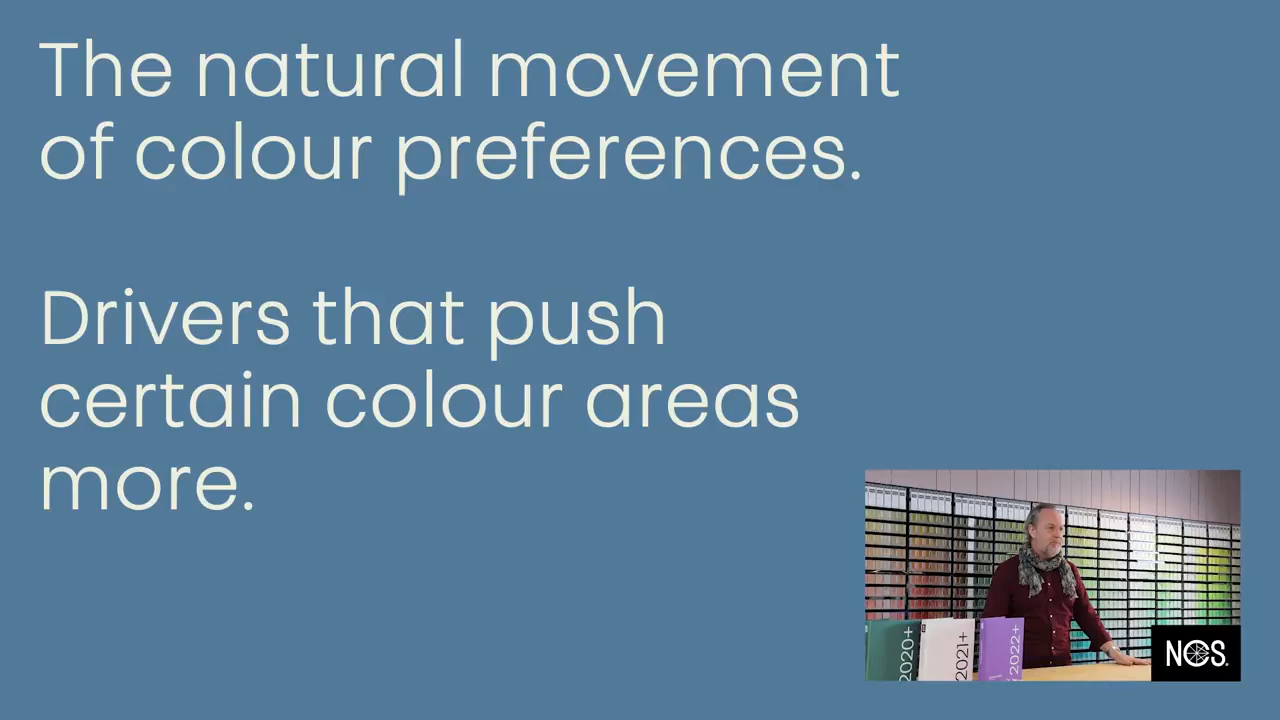 The natural movement
of colour preferences.
Drivers that push
certain colour areas
more.
2020+
2021+
2022+
NCS.